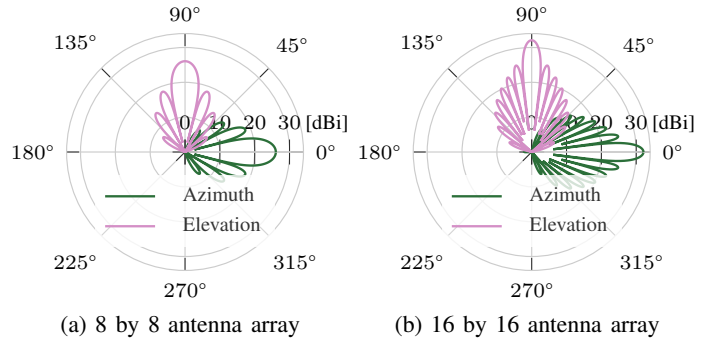 90° 90°
135° 45° 135° 45°
0 10 20 30 [dBi] 0 10 20 30 [dBi]
180° 0° 180° 0°
Azimuth Azimuth
Elevation Elevation
225° 315° 225° 315°
270° 270°
(a) 8 by 8 antenna array (b) 16 by 16 antenna array